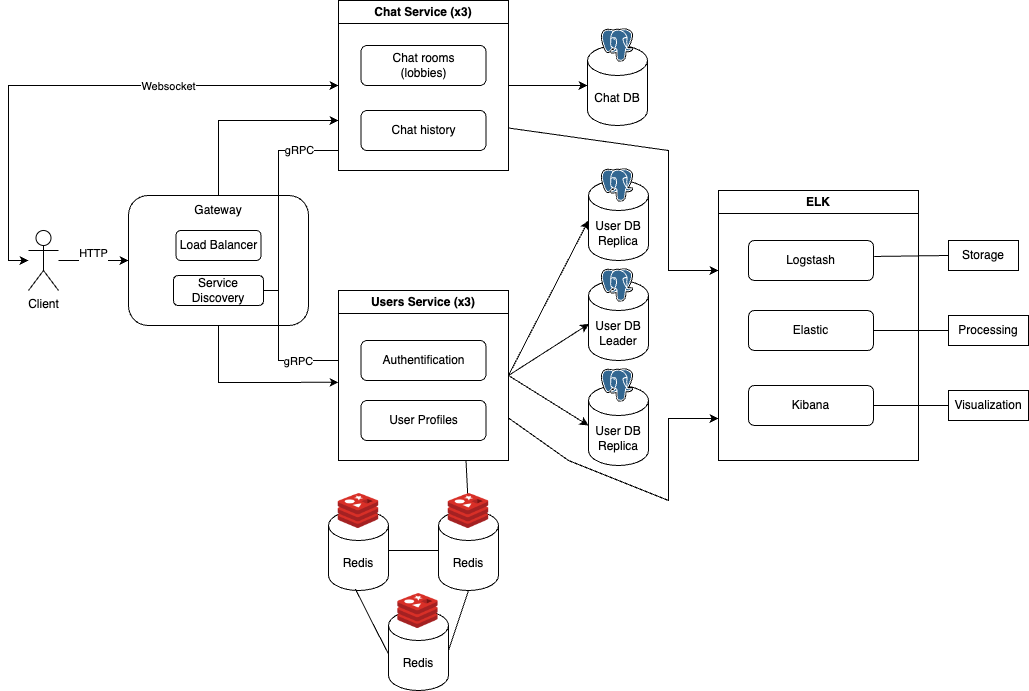 Chat Service (x3)
Chat rooms
(lobbies)
Chat history
Websocket
gRPC
Chat DB
Gateway
Load Balancer
Service
Discovery
HTTP
Client
Users Service (x3)
Authentification
User Profiles
gRPC
User DB
Replica
User DB
Leader
User DB
Replica
ELK
Logstash
Elastic
Kibana
Storage
Processing
Visualization
Redis
Redis
Redis